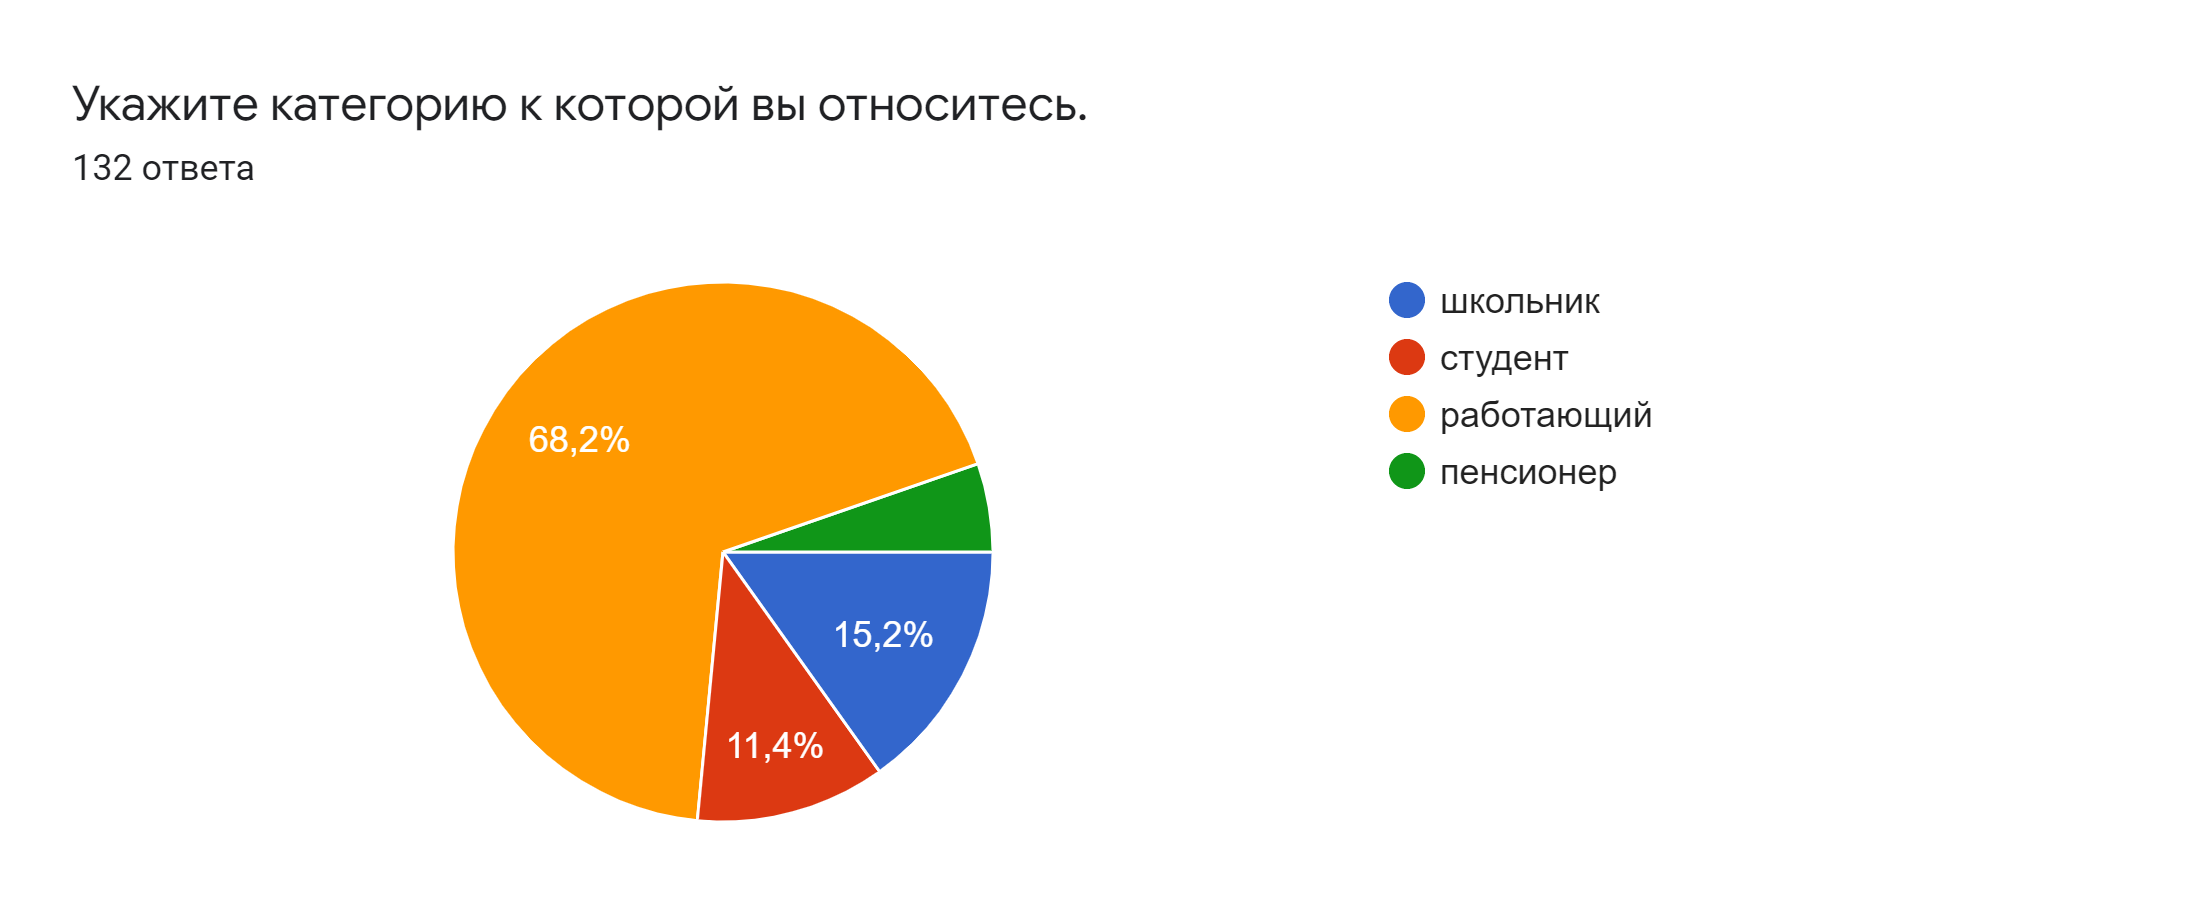 Укажите категорию к которой вы относитесь.
132 ответа
школьник
студент
работающий
пенсионер
68,2%
15,2%
11,4%